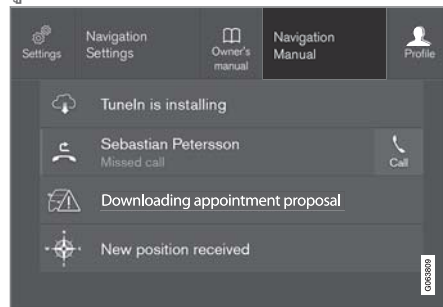 Settings
Navigation
Settings
Owner's
manual
Navigation
Manual
Profile
TuneIn is installing
Sebastian Petersson
Missed call
Call
Downloading appointment proposal
New position received
G063809